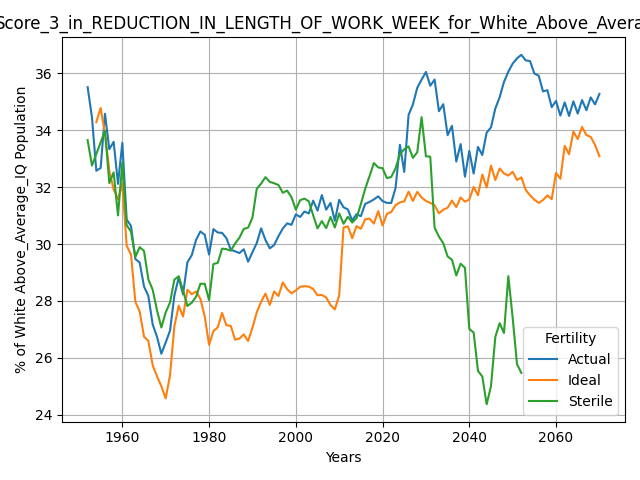 Score_3_in_REDUCTION_IN_LENGTH_OF_WORK_WEEK_for_White_Above_Avera
% of White Above_Average_IQ Population
36
34
32
30
28
26
24
1960
1980
2000
2020
2040
2060
Years
Fertility
Actual
Ideal
Sterile